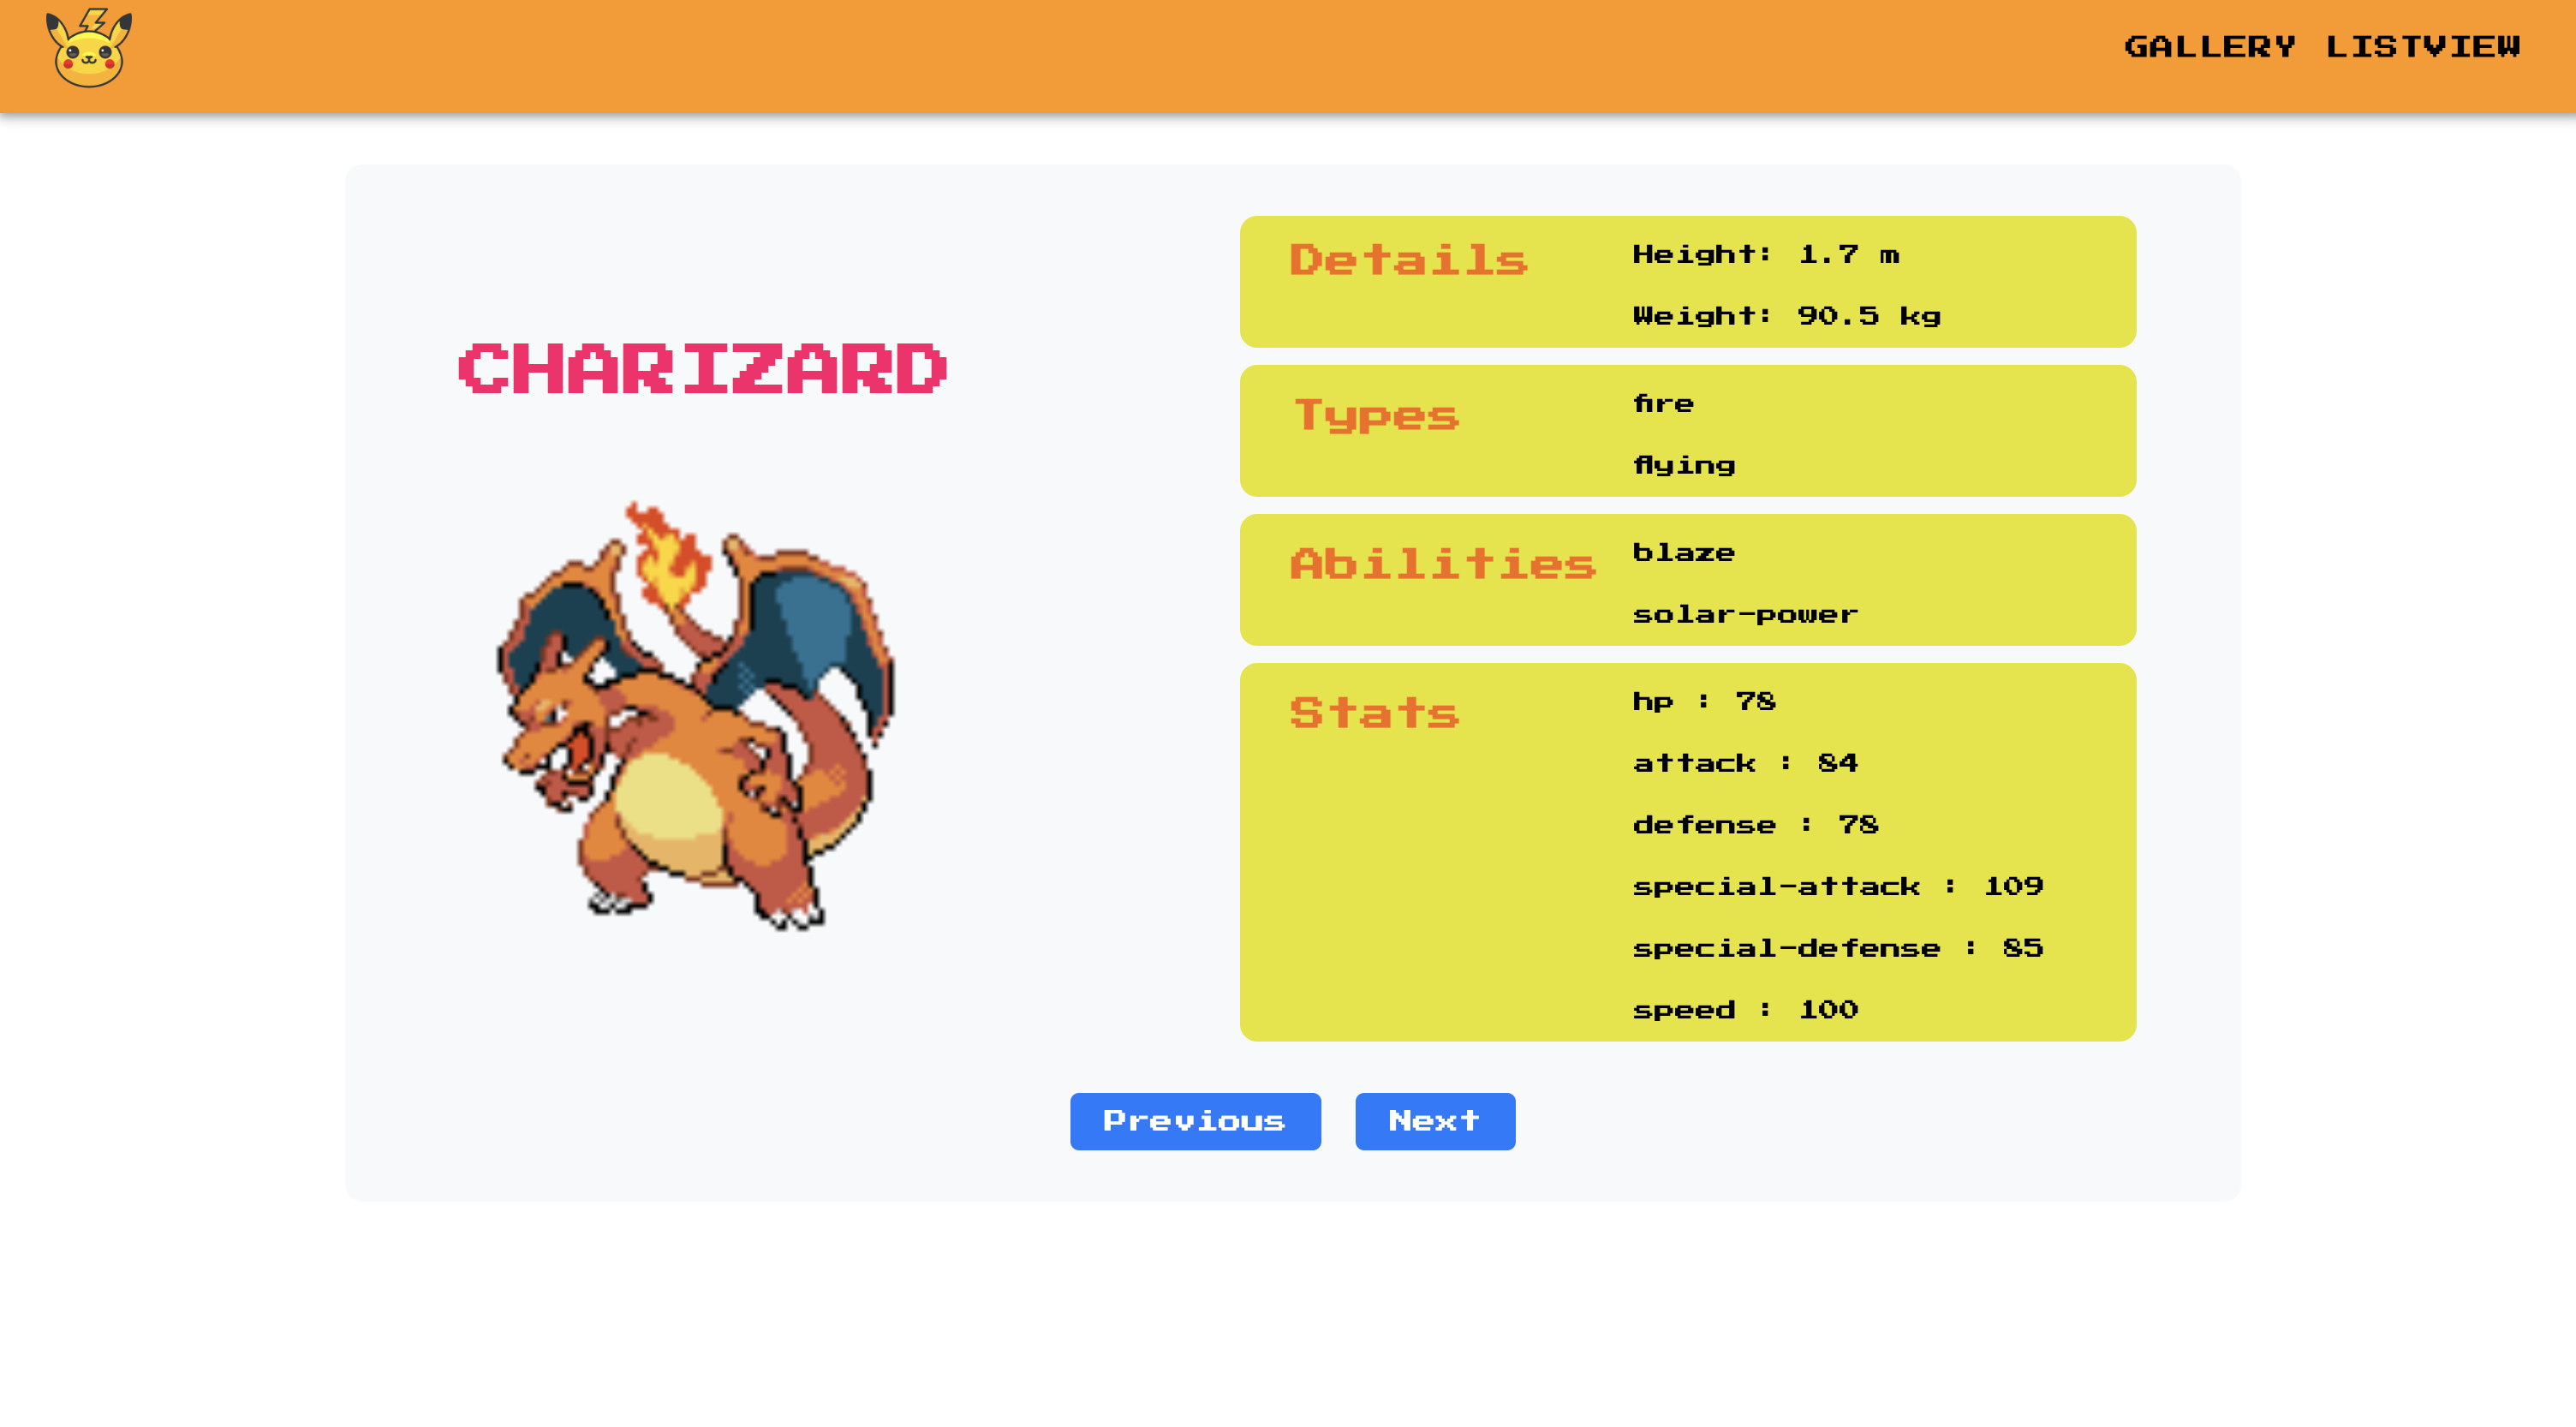 GALLERY LISTVIEW
CHARIZARD
Details
Height: 1.7 m
Weight: 90.5 kg
Types
fire
flying
Abilities
blaze
solar-power
Stats
hp : 78
attack : 84
defense : 78
special-attack : 109
special-defense : 85
speed : 100
Previous
Next